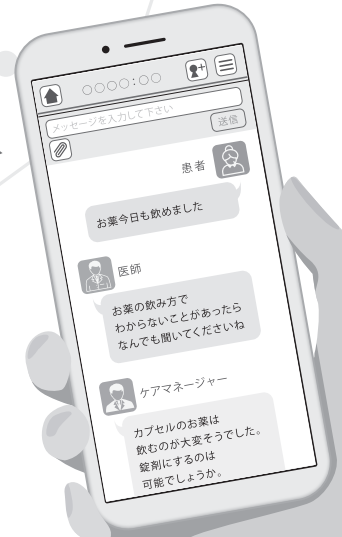 ○○○○:○○
メッセージを入力して下さい
送信
患者
お薬今日も飲めました
医師
お薬の飲み方で
わからないことがあったら
なんでも聞いてくださいね
ケアマネージャー
カプセルのお薬は
飲むのが大変そうでした。
錠剤にするのは
可能でしょうか。